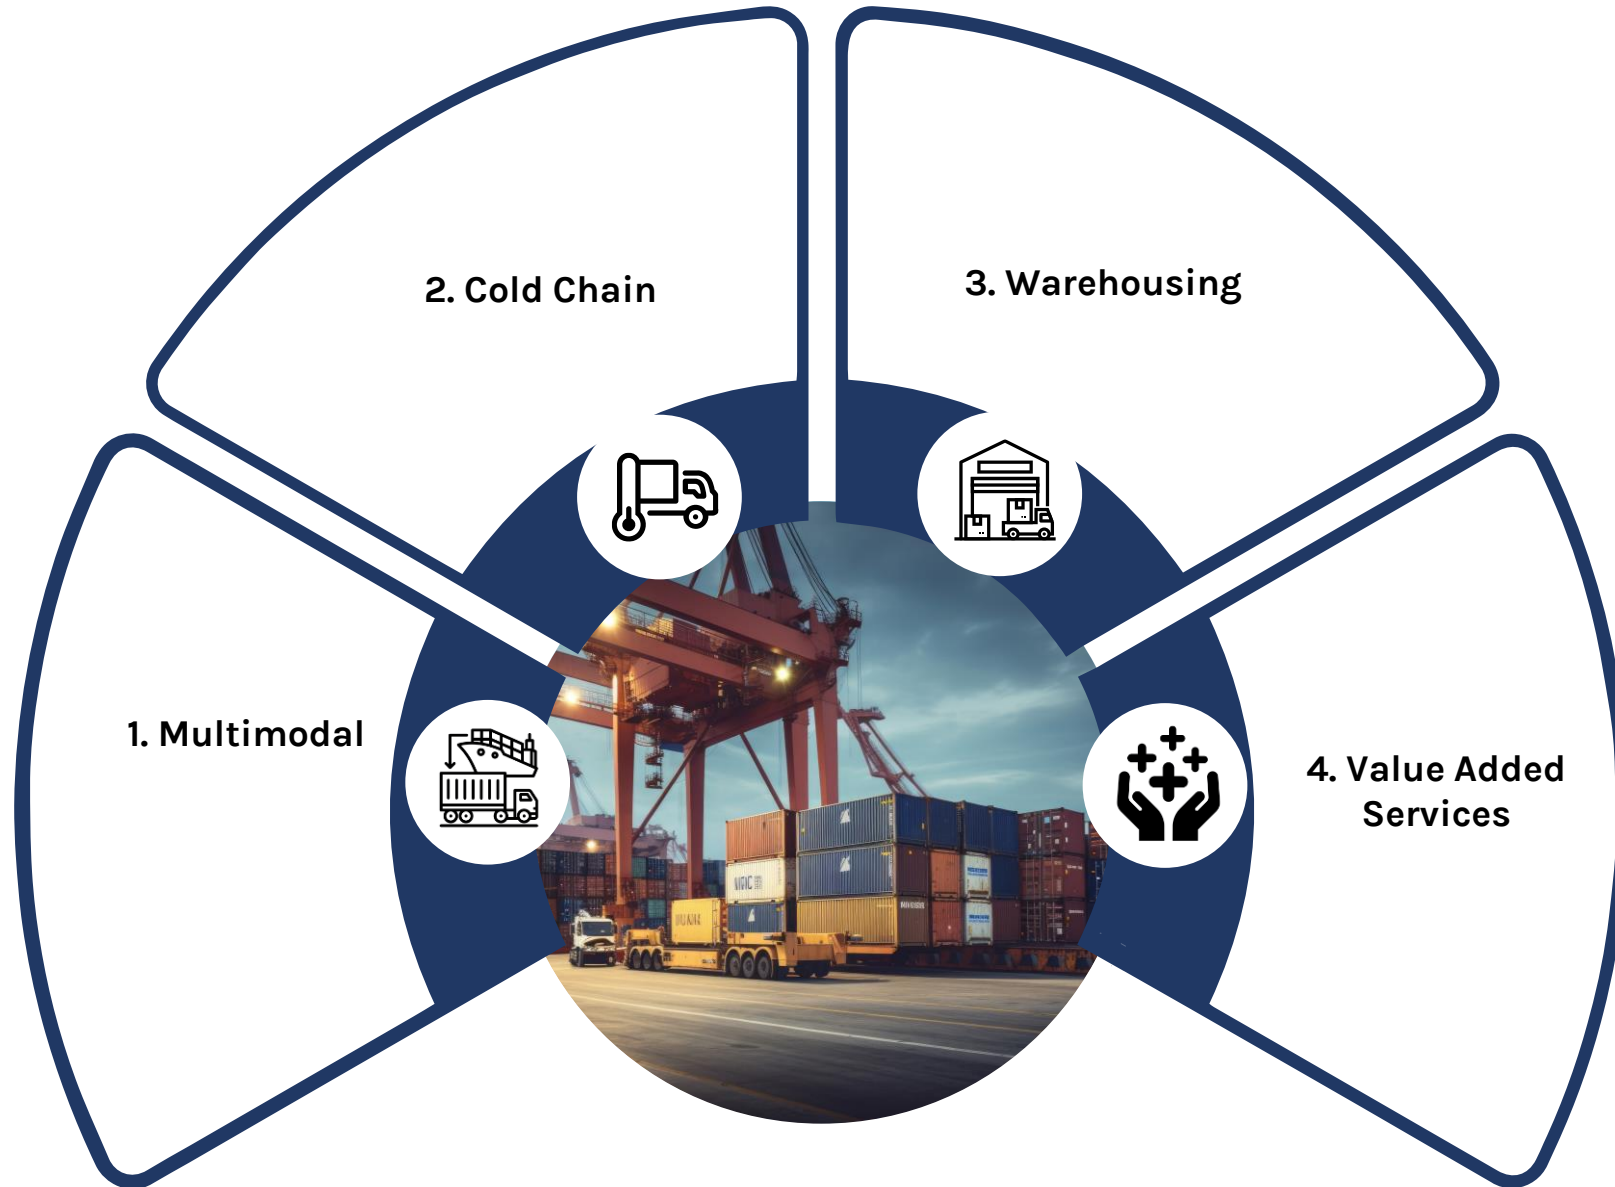 2. Cold Chain
3. Warehousing
1. Multimodal
4. Value Added
Services